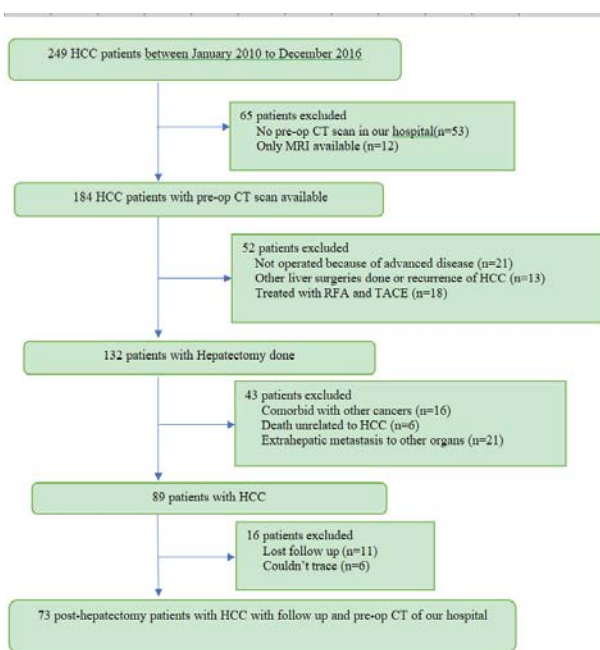 249 HCC patients between January 2010 to December 2016
65 patients excluded
No pre-op CT scan in our hospital(n=53)
Only MRI available (n=12)
184 HCC patients with pre-op CT scan available
52 patients excluded
Not operated because of advanced disease (n=21)
Other liver surgeries done or recurrence of HCC (n=13)
Treated with RFA and TACE (n=18)
132 patients with Hepatectomy done
43 patients excluded
Comorbid with other cancers (n=16)
Death unrelated to HCC (n=6)
Extrahepatic metastasis to other organs (n=21)
89 patients with HCC
16 patients excluded
Lost follow up (n=11)
Couldn't trace (n=6)
73 post-hepatectomy patients with HCC with follow up and pre-op CT of our hospital